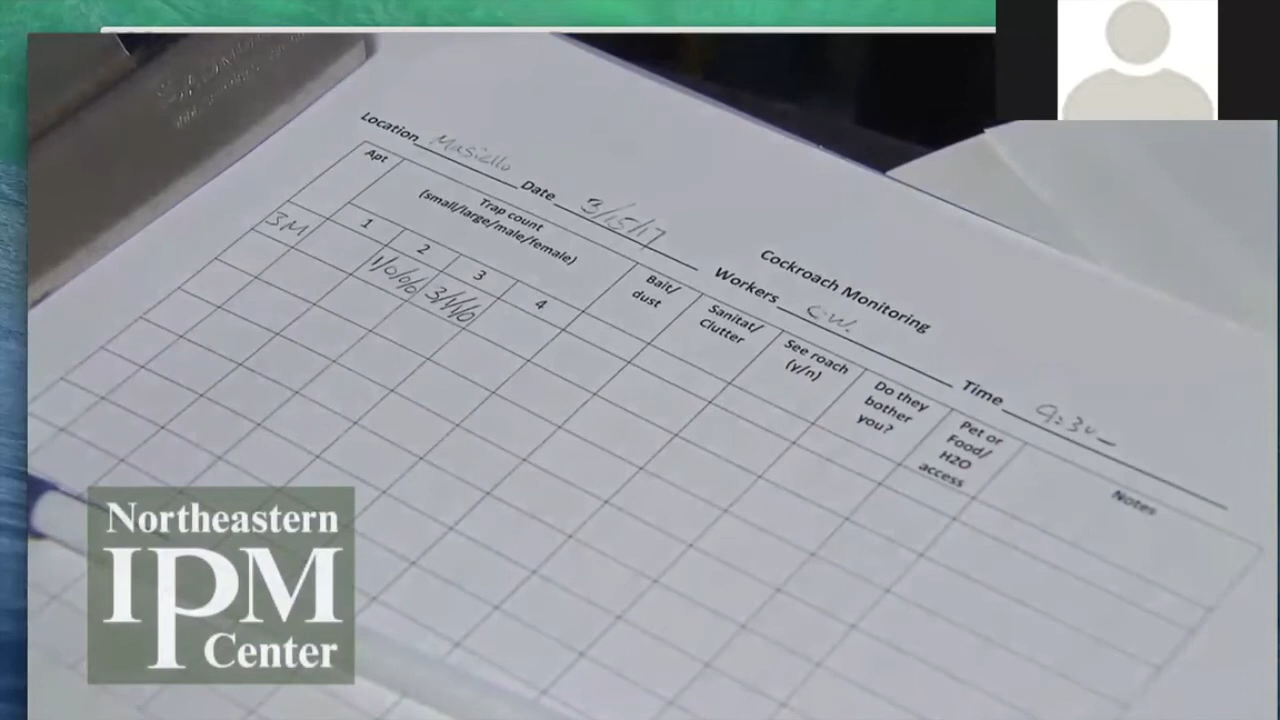 Cockroach Monitoring
Location Masiello Date 3/15/17 Workers C.W. Time 9:30
Apt
Trap count
(small/large/male/female)
Bait/
dust
Sanitat/
Clutter
See roach
(y/n)
Do they
bother
you?
Pet or
Food/
H2O
access
Notes
1 2 3 4
3M 1/0/0/0 3/1/1/0
Northeastern
IPM
Center